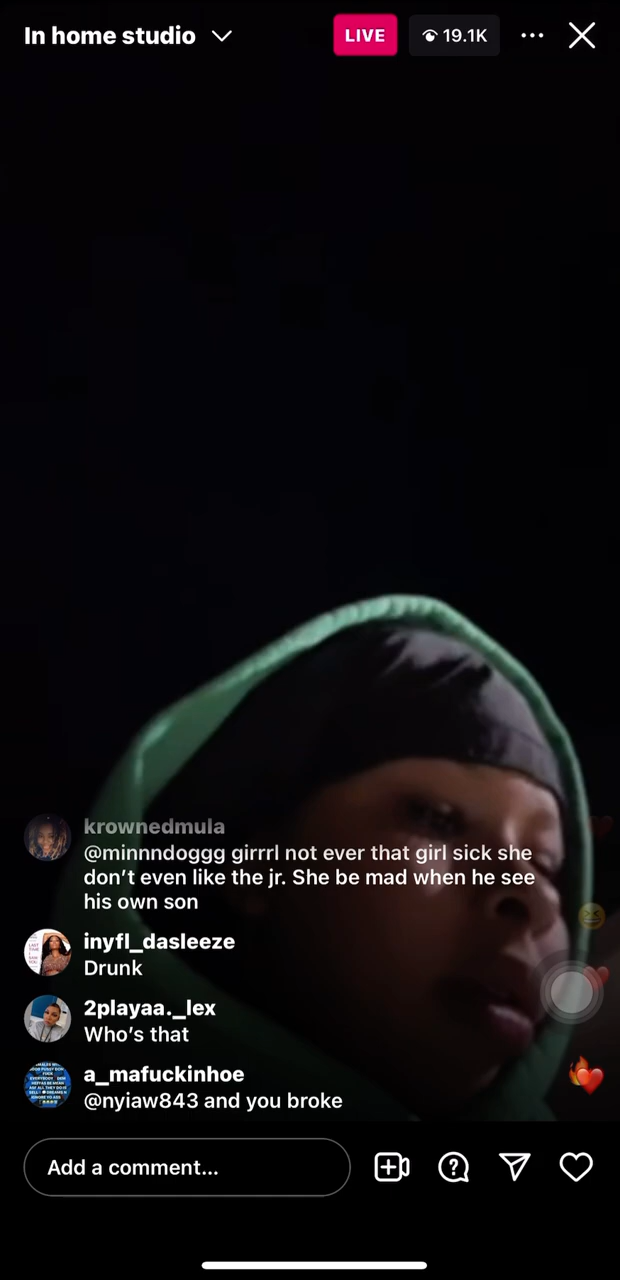 In home studio
LIVE
19.1K
krownedmula
@minnndoggg girrrl not ever that girl sick she
don’t even like the jr. She be mad when he see
his own son
inyfl_dasleeze
Drunk
2playaa._lex
Who’s that
a_mafuckinhoe
@nyiaw843 and you broke
Add a comment...